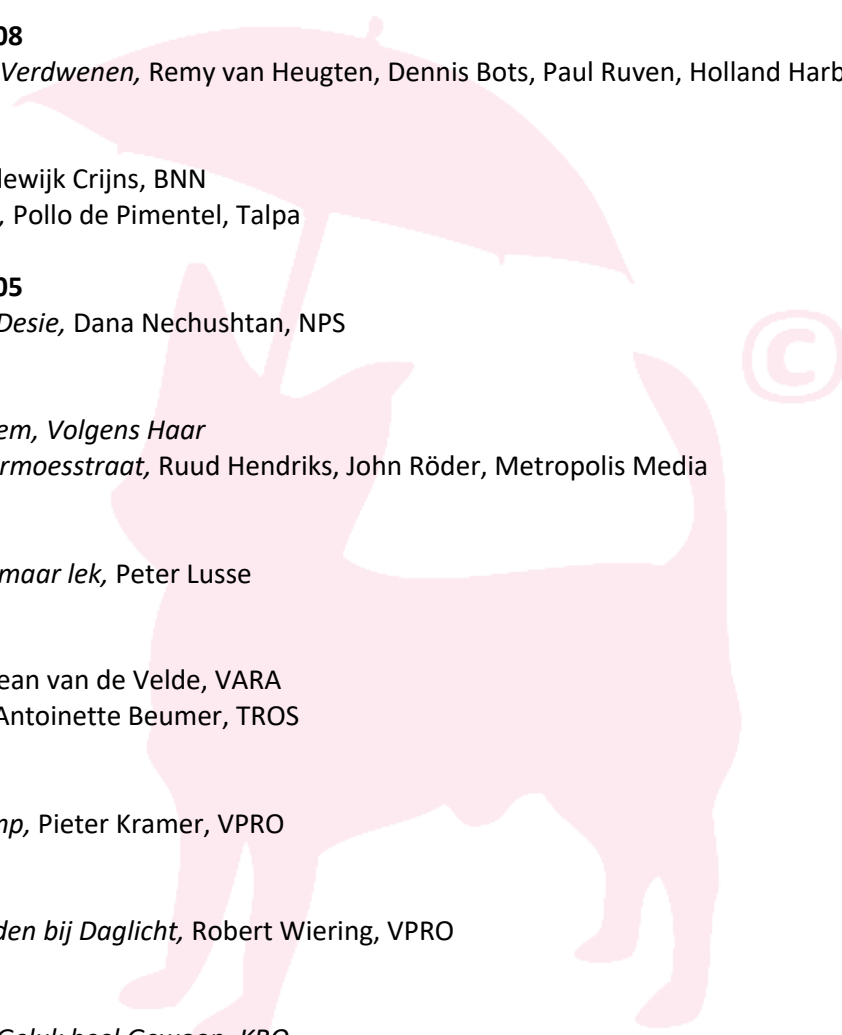 08
Verdwenen, Remy van Heugten, Dennis Bots, Paul Ruven, Holland Harb
lewijk Crijns, BNN
, Pollo de Pimentel, Talpa
05
Desie, Dana Nechushtan, NPS
em, Volgens Haar
rmoesstraat, Ruud Hendriks, John Röder, Metropolis Media
maar lek, Peter Lusse
ean van de Velde, VARA
Antoinette Beumer, TROS
mp, Pieter Kramer, VPRO
den bij Daglicht, Robert Wiering, VPRO
©